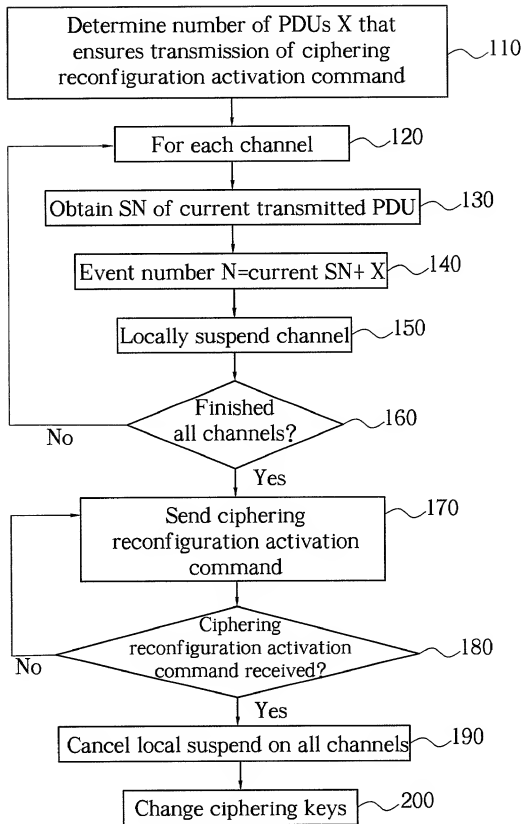 Determine number of PDUs X that
ensures transmission of ciphering
reconfiguration activation command
110
For each channel
120
Obtain SN of current transmitted PDU
130
Event number N=current SN+ X
140
Locally suspend channel
150
Finished
all channels?
160
No
Yes
Send ciphering
reconfiguration activation
command
170
Ciphering
reconfiguration activation
command received?
180
No
Yes
Cancel local suspend on all channels
190
Change ciphering keys
200